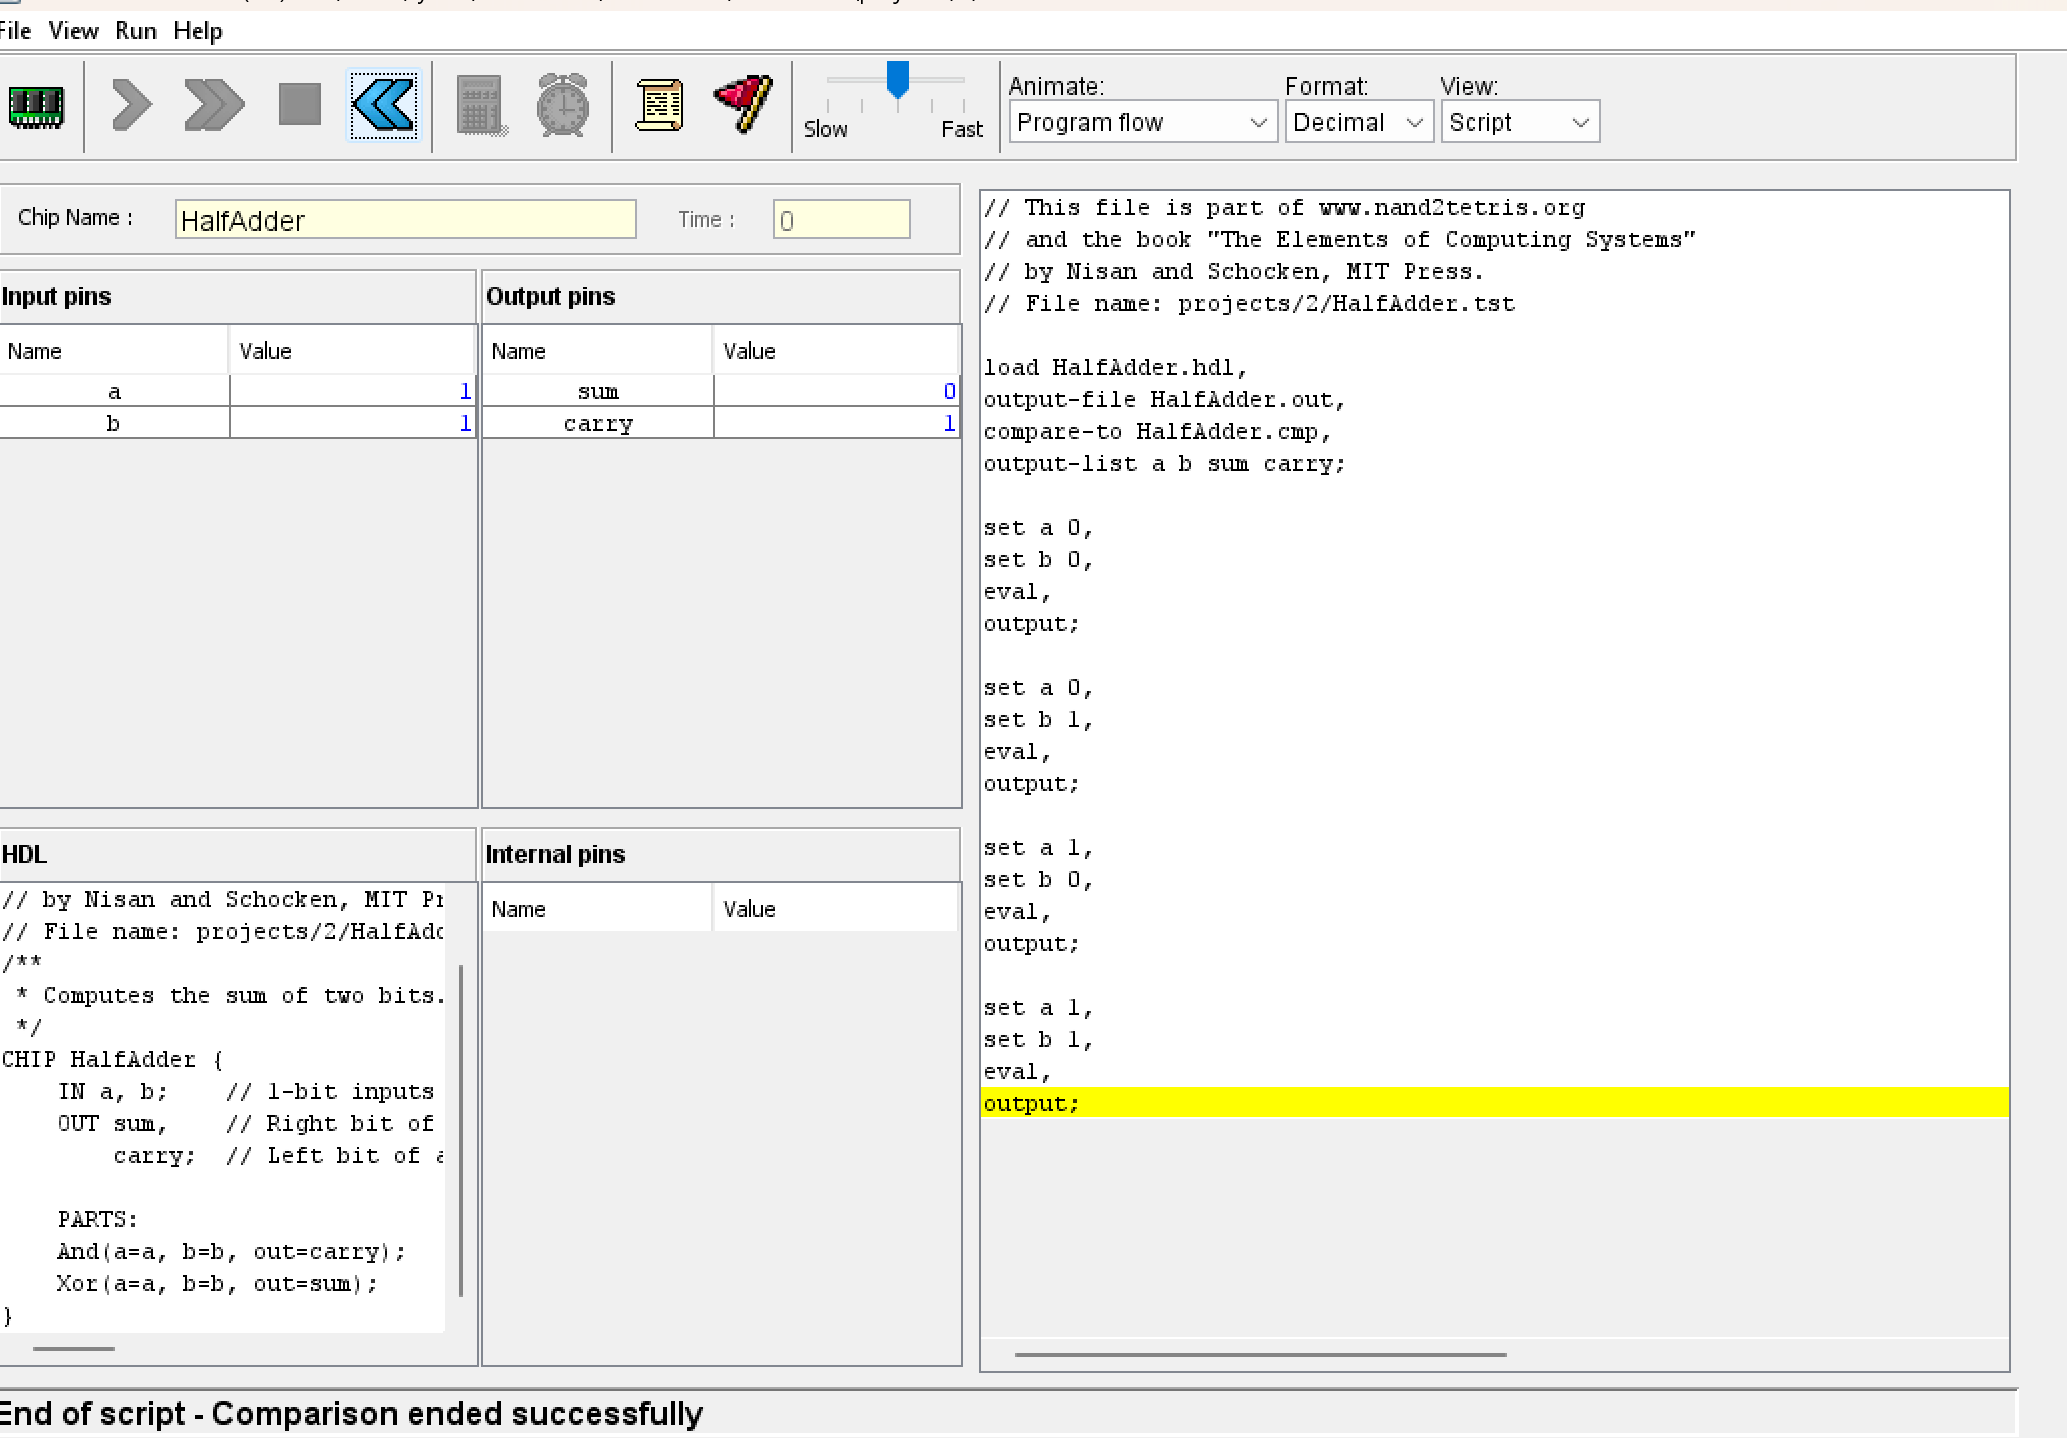 File View Run Help
Animate: Format: View:
Slow Fast Program flow Decimal Script
Chip Name : HalfAdder Time : 0
Input pins
Name Value
a 1
b 1
Output pins
Name Value
sum 0
carry 1
HDL
// by Nisan and Schocken, MIT Pr
// File name: projects/2/HalfAdd
/**
* Computes the sum of two bits.
*/
CHIP HalfAdder {
IN a, b; // 1-bit inputs
OUT sum, // Right bit of
carry; // Left bit of a
PARTS:
And(a=a, b=b, out=carry);
Xor(a=a, b=b, out=sum);
}
Internal pins
Name Value
// This file is part of www.nand2tetris.org
// and the book "The Elements of Computing Systems"
// by Nisan and Schocken, MIT Press.
// File name: projects/2/HalfAdder.tst
load HalfAdder.hdl,
output-file HalfAdder.out,
compare-to HalfAdder.cmp,
output-list a b sum carry;
set a 0,
set b 0,
eval,
output;
set a 0,
set b 1,
eval,
output;
set a 1,
set b 0,
eval,
output;
set a 1,
set b 1,
eval,
output;
End of script - Comparison ended successfully